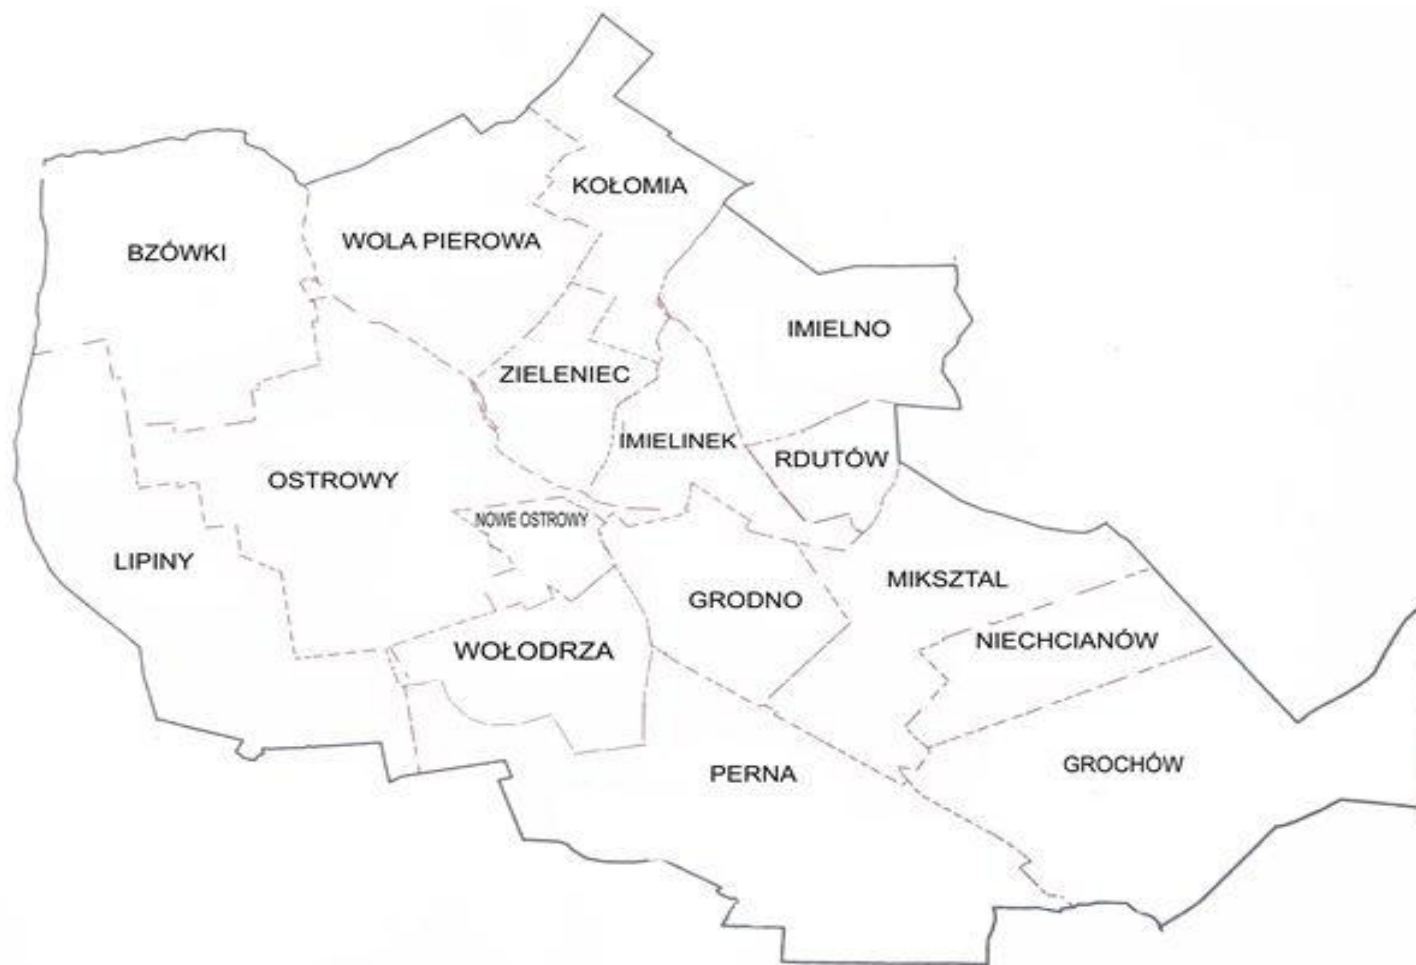 KOŁOMIA
WOLA PIEROWA
BZÓWKI
IMIELNO
ZIELENIEC
IMIELINEK
RDUTÓW
OSTROWY
NOWE OSTROWY
LIPINY
MIKSZTAL
GRODNO
NIECHCIANÓW
WOŁODRZA
GROCHÓW
PERNA